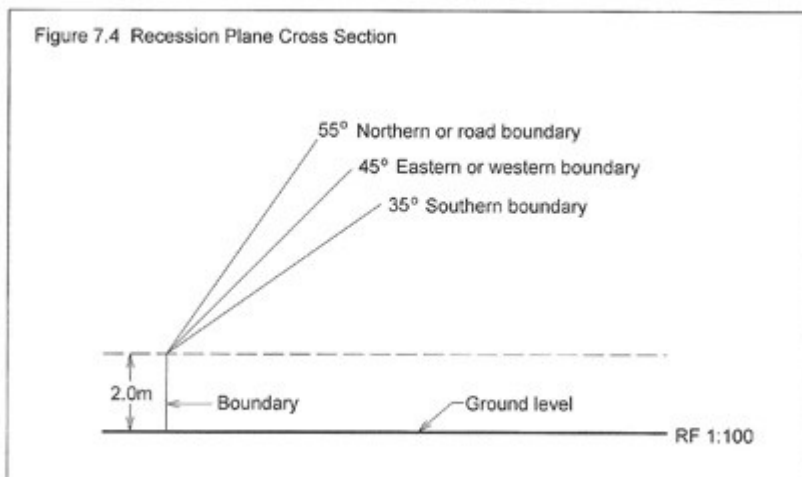 Figure 7.4 Recession Plane Cross Section
55° Northern or road boundary
45° Eastern or western boundary
35° Southern boundary
2.0m
Boundary
Ground level
RF 1:100